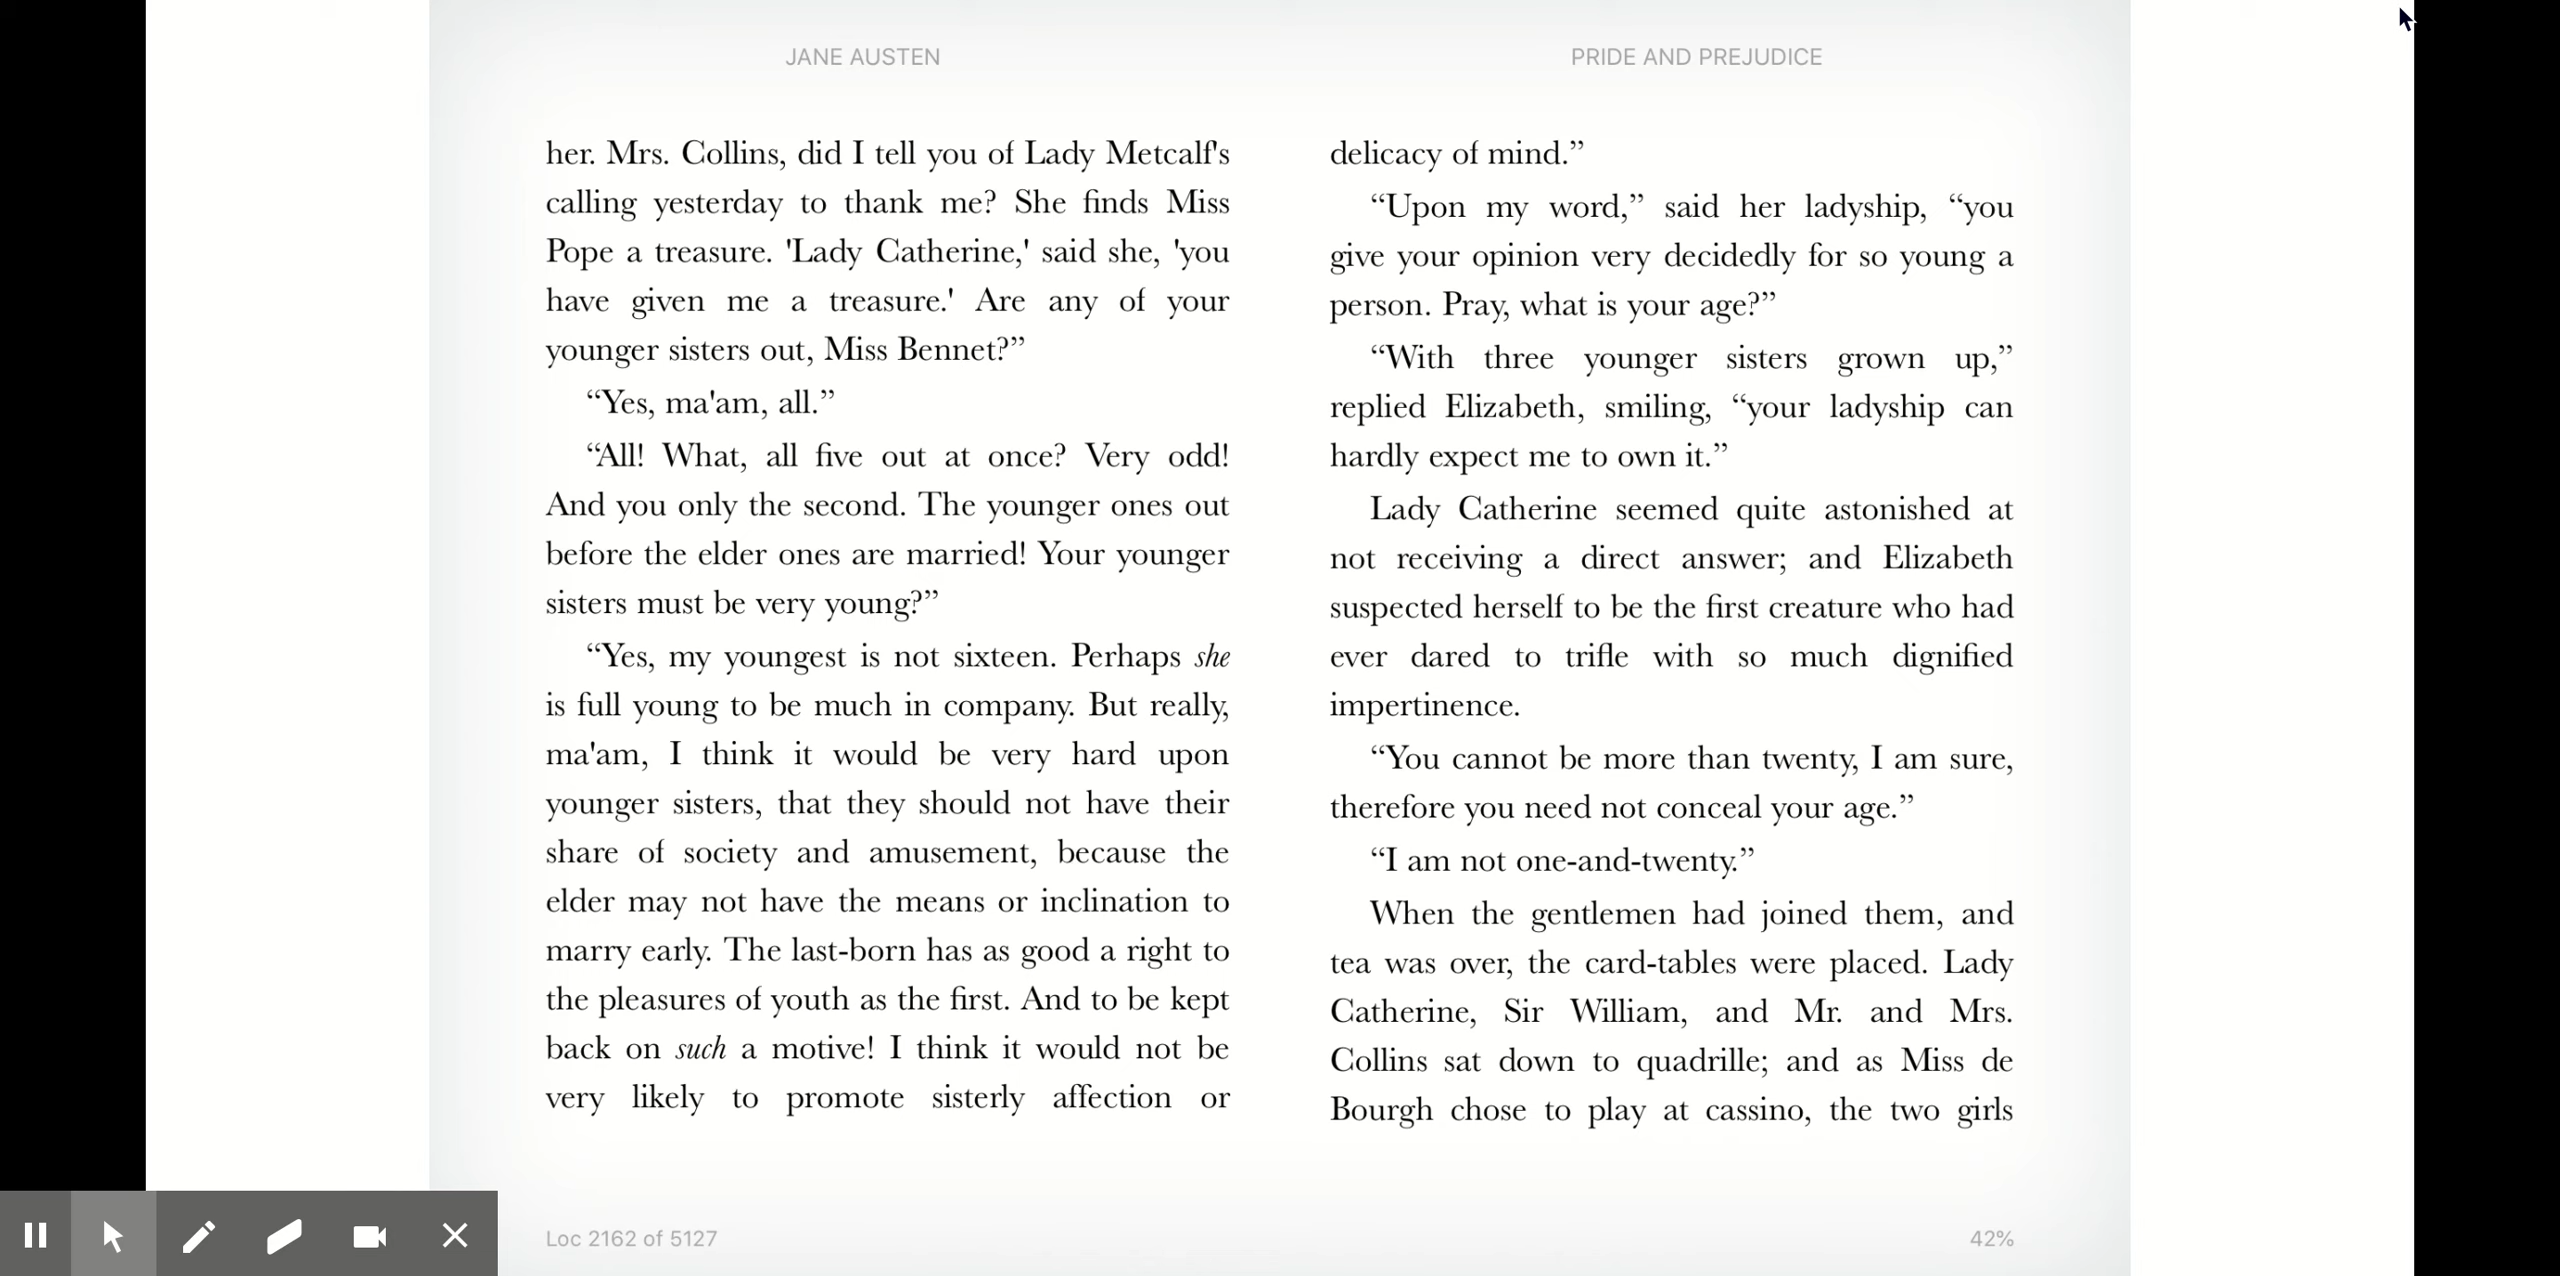 JANE AUSTEN
her. Mrs. Collins, did I tell you of Lady Metcalf's
calling yesterday to thank me? She finds Miss
Pope a treasure. 'Lady Catherine,' said she, 'you
have given me a treasure.' Are any of your
younger sisters out, Miss Bennet?”
“Yes, ma'am, all.”
“All! What, all five out at once? Very odd!
And you only the second. The younger ones out
before the elder ones are married! Your younger
sisters must be very young?”
“Yes, my youngest is not sixteen. Perhaps she
is full young to be much in company. But really,
ma'am, I think it would be very hard upon
younger sisters, that they should not have their
share of society and amusement, because the
elder may not have the means or inclination to
marry early. The last-born has as good a right to
the pleasures of youth as the first. And to be kept
back on such a motive! I think it would not be
very likely to promote sisterly affection or
Loc 2162 of 5127
PRIDE AND PREJUDICE
delicacy of mind.”
“Upon my word,” said her ladyship, “you
give your opinion very decidedly for so young a
person. Pray, what is your age?”
“With three younger sisters grown up,”
replied Elizabeth, smiling, “your ladyship can
hardly expect me to own it.”
Lady Catherine seemed quite astonished at
not receiving a direct answer; and Elizabeth
suspected herself to be the first creature who had
ever dared to trifle with so much dignified
impertinence.
“You cannot be more than twenty, I am sure,
therefore you need not conceal your age.”
“I am not one-and-twenty.”
When the gentlemen had joined them, and
tea was over, the card-tables were placed. Lady
Catherine, Sir William, and Mr. and Mrs.
Collins sat down to quadrille; and as Miss de
Bourgh chose to play at cassino, the two girls
42%